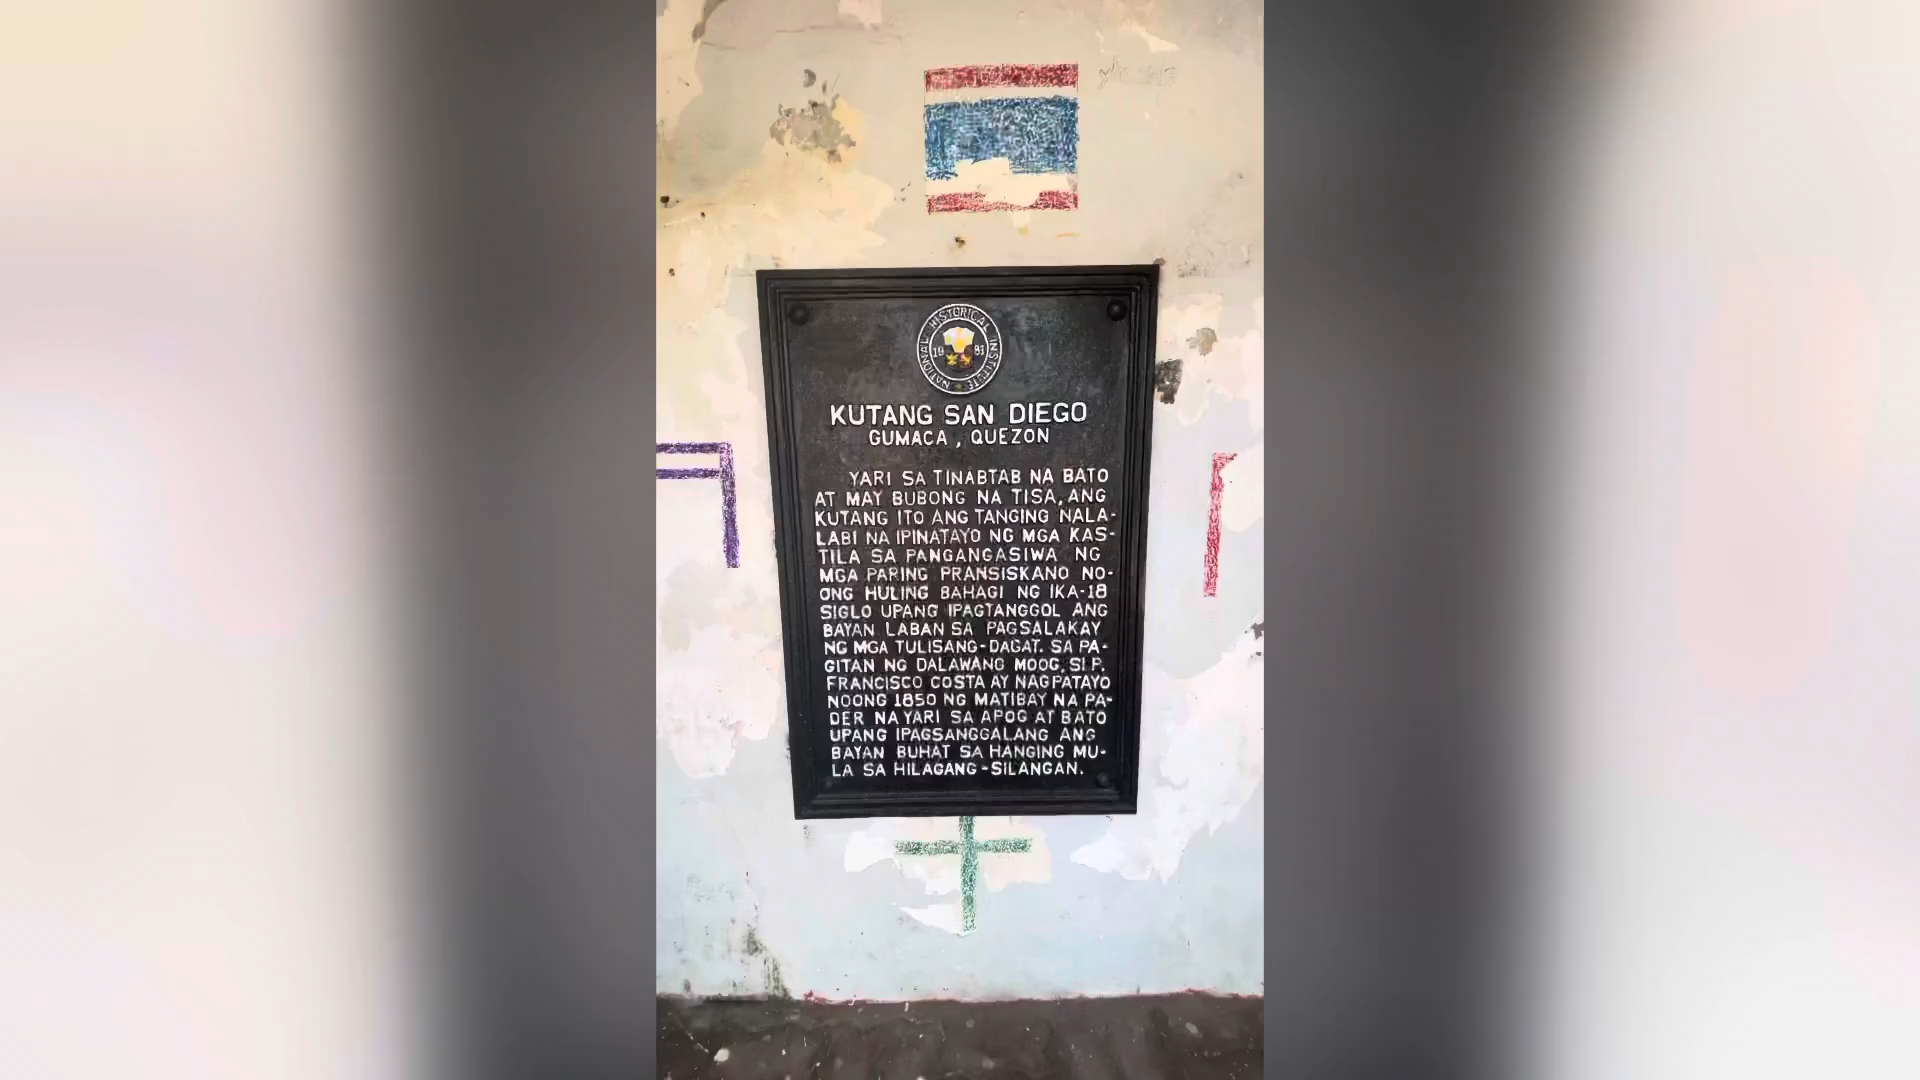 NATIONAL HISTORICAL INSTITUTE
1981
KUTANG SAN DIEGO
GUMACA, QUEZON
YARI SA TINABTAB NA BATO
AT MAY BUBONG NA TISA, ANG
KUTANG ITO ANG TANGING NALA-
LABI NA IPINATAYO NG MGA KAS-
TILA SA PANGANGASIWA NG
MGA PARING PRANSISKANO NO-
ONG HULING BAHAGI NG IKA-18
SIGLO UPANG IPAGTANGGOL ANG
BAYAN LABAN SA PAGSALAKAY
NG MGA TULISANG-DAGAT. SA PA-
GITAN NG DALAWANG MOOG, SI P.
FRANCISCO COSTA AY NAGPATAYO
NOONG 1850 NG MATIBAY NA PA-
DER NA YARI SA APOG AT BATO
UPANG IPAGSANGGALANG ANG
BAYAN BUHAT SA HANGING MU-
LA SA HILAGANG-SILANGAN.